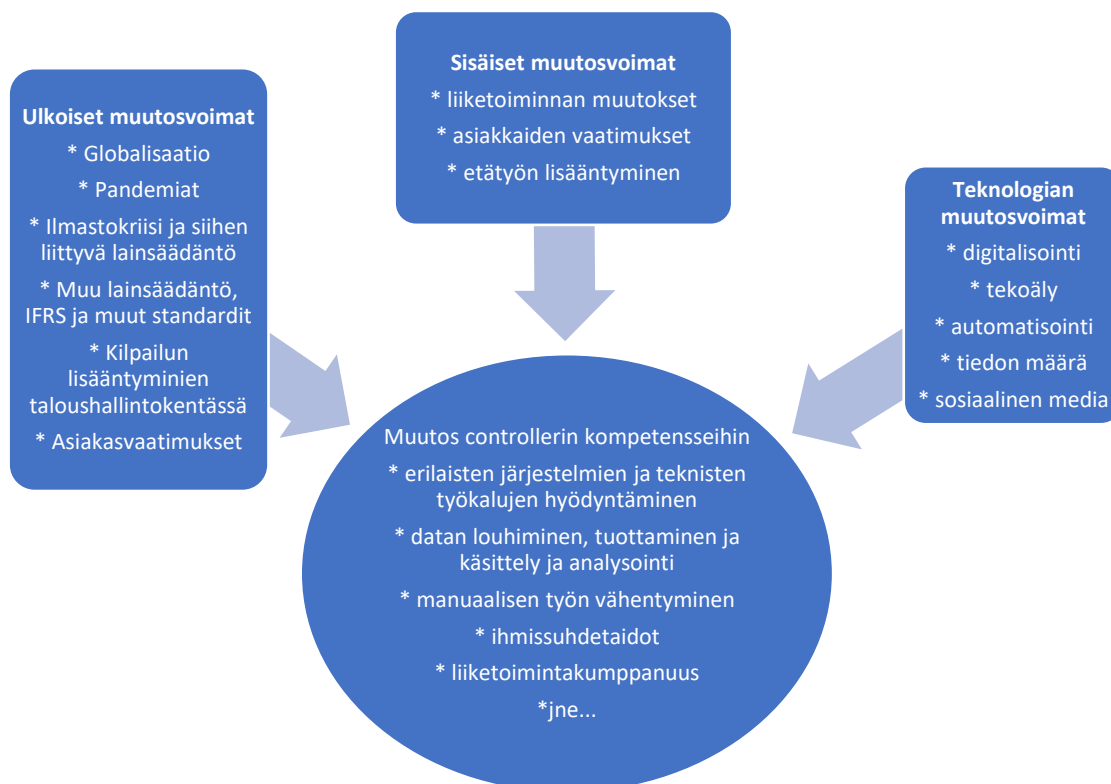 Ulkoiset muutosvoimat
* Globalisaatio
* Pandemiat
* Ilmastokriisi ja siihen
liittyvä lainsäädäntö
* Muu lainsäädäntö,
IFRS ja muut standardit
* Kilpailun
lisääntyminien
taloushallintokentässä
* Asiakasvaatimukset
Sisäiset muutosvoimat
* liiketoiminnan muutokset
* asiakkaiden vaatimukset
* etätyön lisääntyminen
Teknologian
muutosvoimat
* digitalisointi
* tekoäly
* automatisointi
* tiedon määrä
* sosiaalinen media
Muutos controllerin kompetensseihin
* erilaisten järjestelmien ja teknisten
työkalujen hyödyntäminen
* datan louhiminen, tuottaminen ja
käsittely ja analysointi
* manuaalisen työn vähentyminen
* ihmissuhdetaidot
* liiketoimintakumppanuus
*jne...